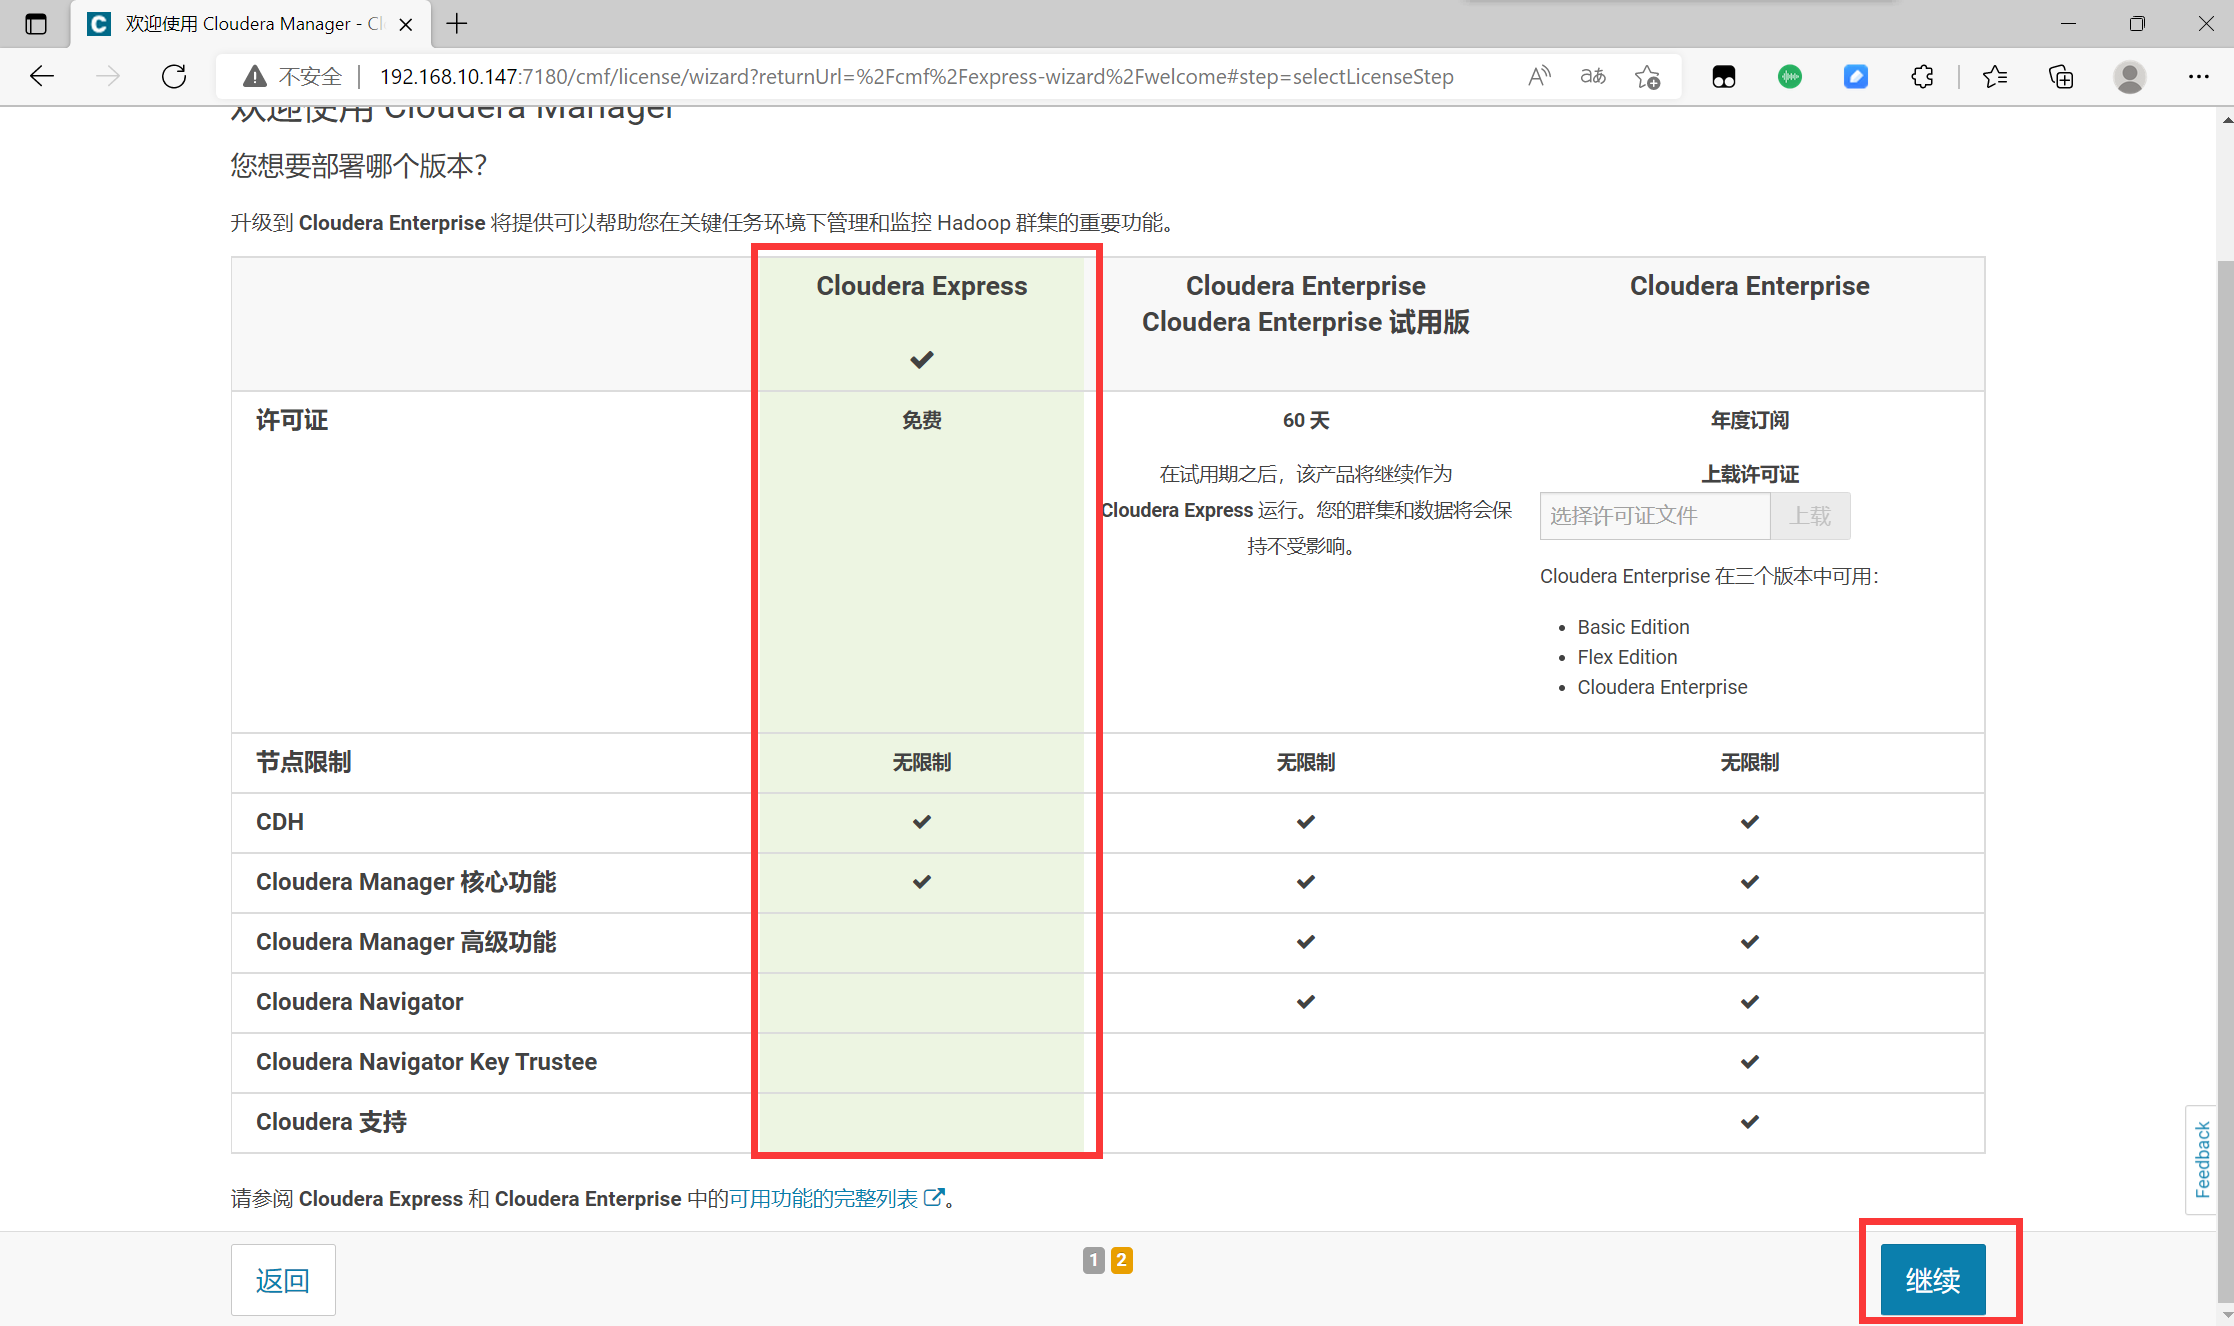 欢迎使用 Cloudera Manager - Cl
不安全
192.168.10.147:7180/cmf/license/wizard?returnUrl=%2Fcmf%2Fexpress-wizard%2Fwelcome#step=selectLicenseStep
欢迎使用 Cloudera Manager
您想要部署哪个版本?
升级到 Cloudera Enterprise 将提供可以帮助您在关键任务环境下管理和监控 Hadoop 群集的重要功能。
Cloudera Express
Cloudera Enterprise
Cloudera Enterprise 试用版
Cloudera Enterprise
许可证
免费
60 天
在试用期之后，该产品将继续作为
Cloudera Express 运行。您的群集和数据将会保
持不受影响。
年度订阅
上载许可证
选择许可证文件 上载
Cloudera Enterprise 在三个版本中可用：
• Basic Edition
• Flex Edition
• Cloudera Enterprise
节点限制 无限制 无限制 无限制
CDH
Cloudera Manager 核心功能
Cloudera Manager 高级功能
Cloudera Navigator
Cloudera Navigator Key Trustee
Cloudera 支持
请参阅 Cloudera Express 和 Cloudera Enterprise 中的可用功能的完整列表。
Feedback
返回 1 2 继续